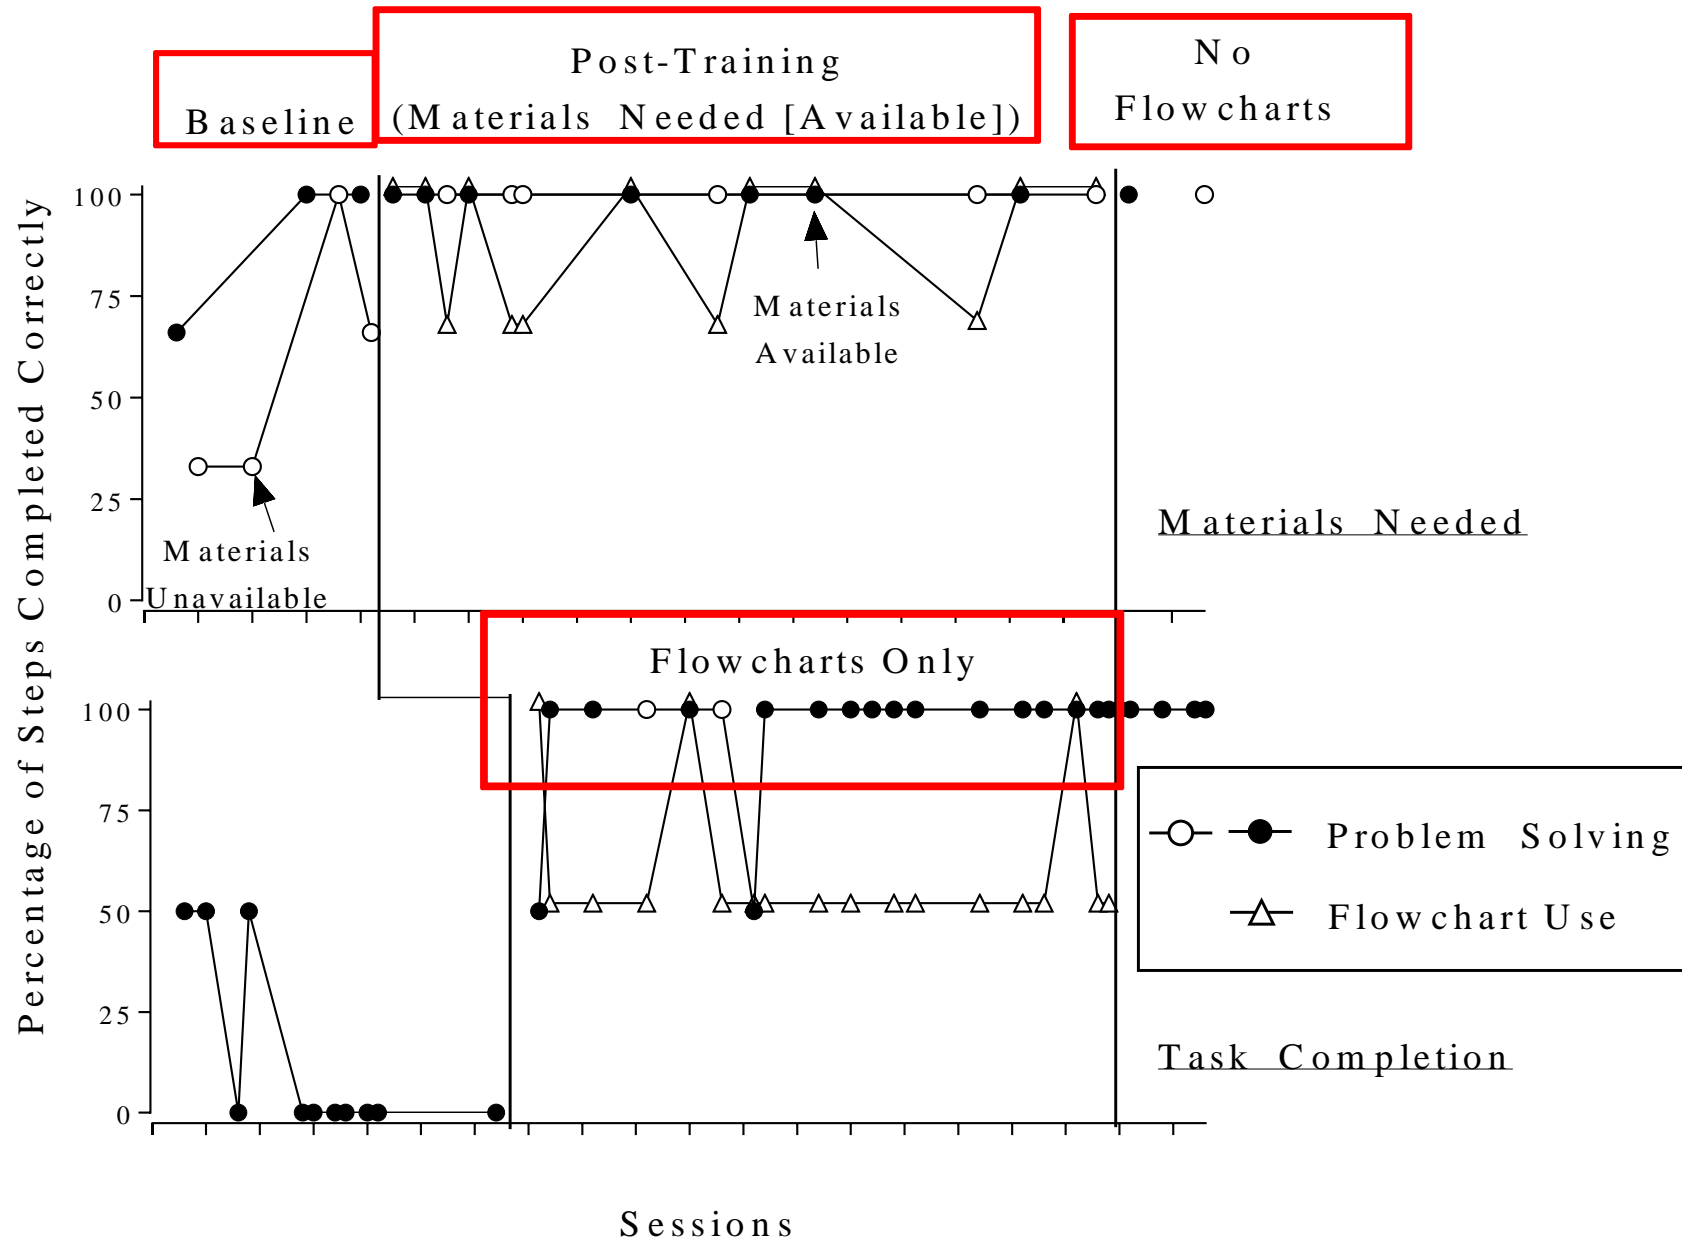 Baseline
Post-Training
(Materials Needed [Available])
No
Flowcharts
Percentage of Steps Completed Correctly
100
75
50
25
0
Materials
Available
Materials
Unavailable
Materials Needed
Flowcharts Only
100
75
50
25
0
Problem Solving
Flowchart Use
Task Completion
Sessions